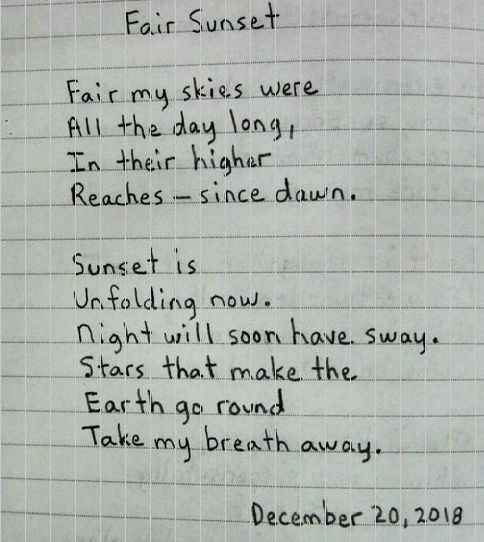 Fair Sunset
Fair my skies were
All the day long,
In their higher
Reaches – since dawn.
Sunset is
Unfolding now.
Night will soon have sway.
Stars that make the
Earth go round
Take my breath away.
December 20, 2018